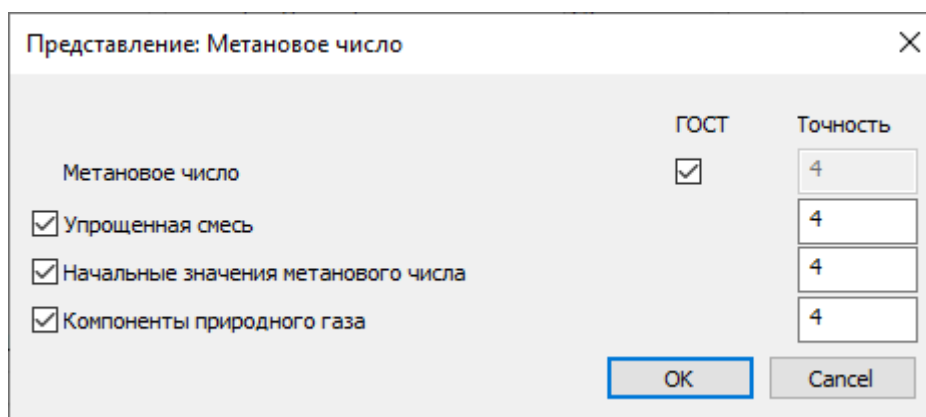 Представление: Метановое число
ГОСТ Точность
Метановое число 4
Упрощенная смесь 4
Начальные значения метанового числа 4
Компоненты природного газа 4
OK Cancel